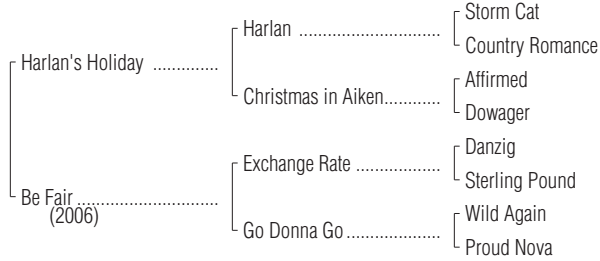 Storm Cat
Harlan ..............................
Country Romance
Harlan's Holiday ..............
Affirmed
Christmas in Aiken............
Dowager
Danzig
Exchange Rate ..................
Sterling Pound
Be Fair..............................
(2006)
Wild Again
Go Donna Go....................
Proud Nova